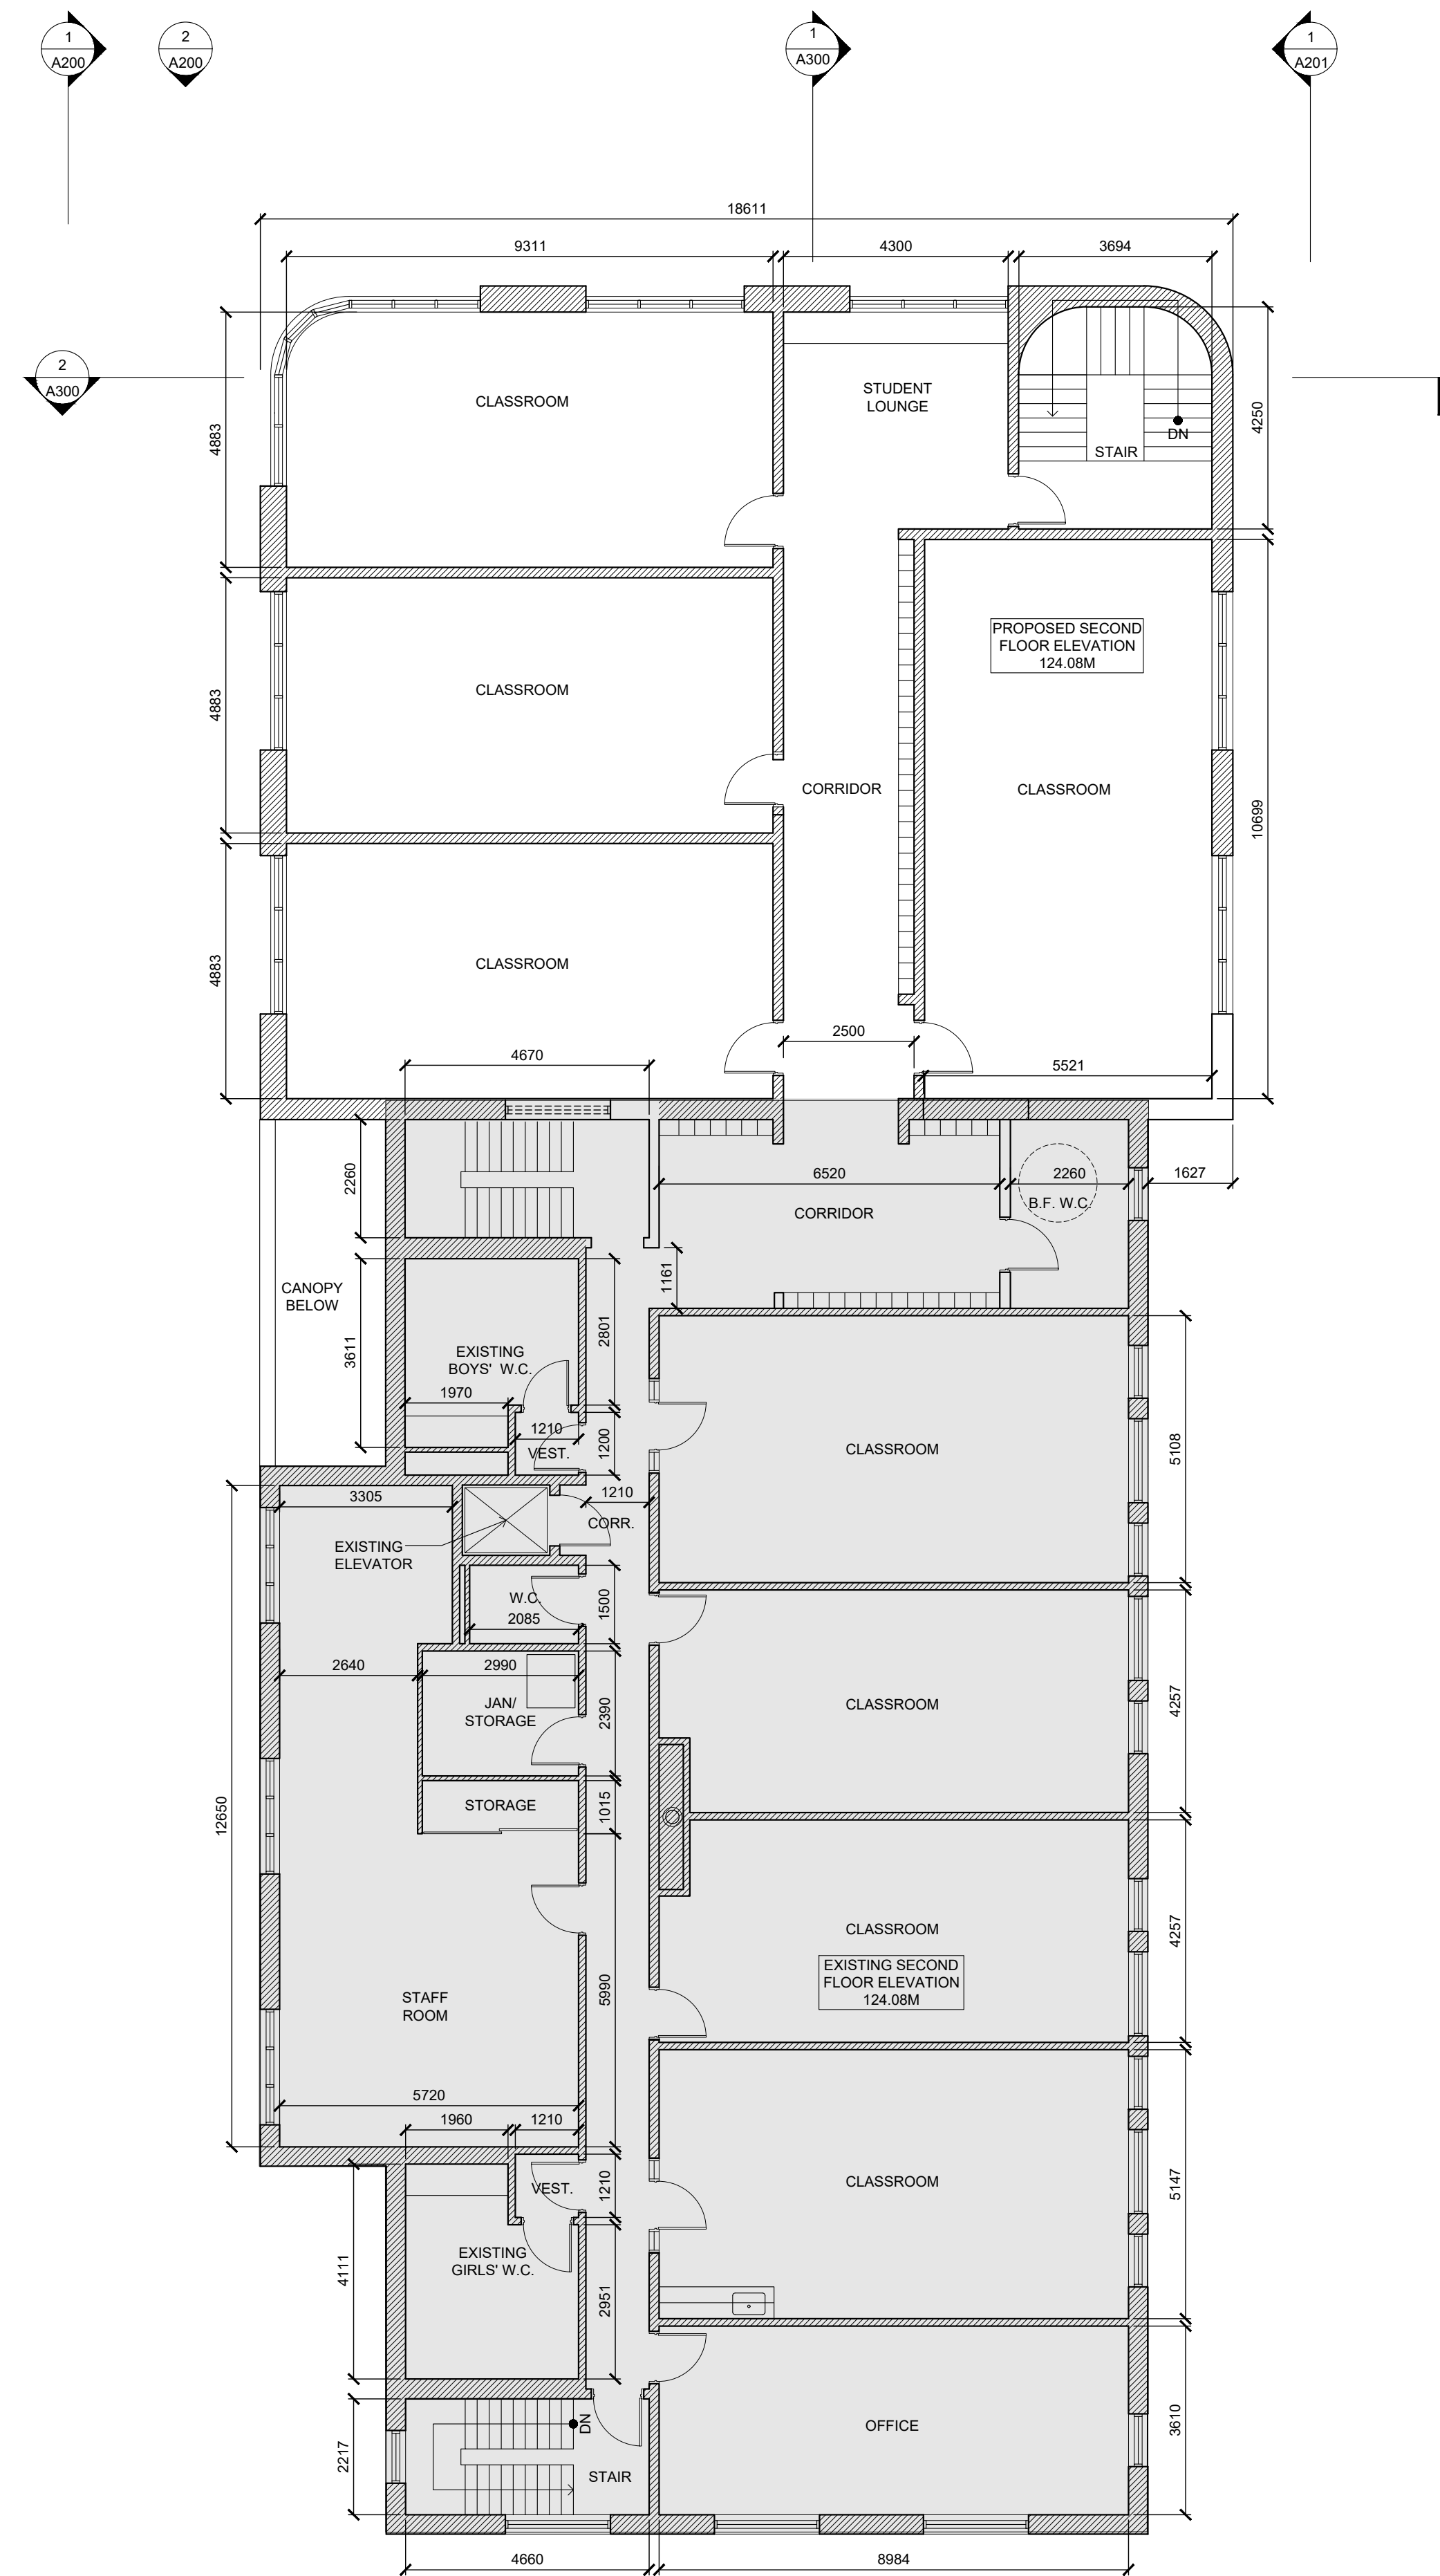 1
A200
2
A200
1
A300
1
A201
18611
9311
4300
3694
2
A300
4883
CLASSROOM
STUDENT
LOUNGE
DN
STAIR
4250
4883
CLASSROOM
PROPOSED SECOND
FLOOR ELEVATION
124.08M
CORRIDOR
CLASSROOM
10699
4883
CLASSROOM
2500
4670
5521
2260
6520
2260
1627
CORRIDOR
B.F. W.C.
1161
CANOPY
BELOW
3611
EXISTING
BOYS' W.C.
2801
1970
1210
VEST.
1200
CLASSROOM
5108
3305
1210
CORR.
EXISTING
ELEVATOR
W.C.
2085
1500
2640
2990
JAN/
STORAGE
2390
CLASSROOM
4257
STORAGE
1015
12650
CLASSROOM
EXISTING SECOND
FLOOR ELEVATION
124.08M
4257
STAFF
ROOM
5990
5720
1960
1210
VEST.
1210
CLASSROOM
5147
EXISTING
GIRLS' W.C.
4111
2951
DN
STAIR
2217
OFFICE
3610
4660
8984